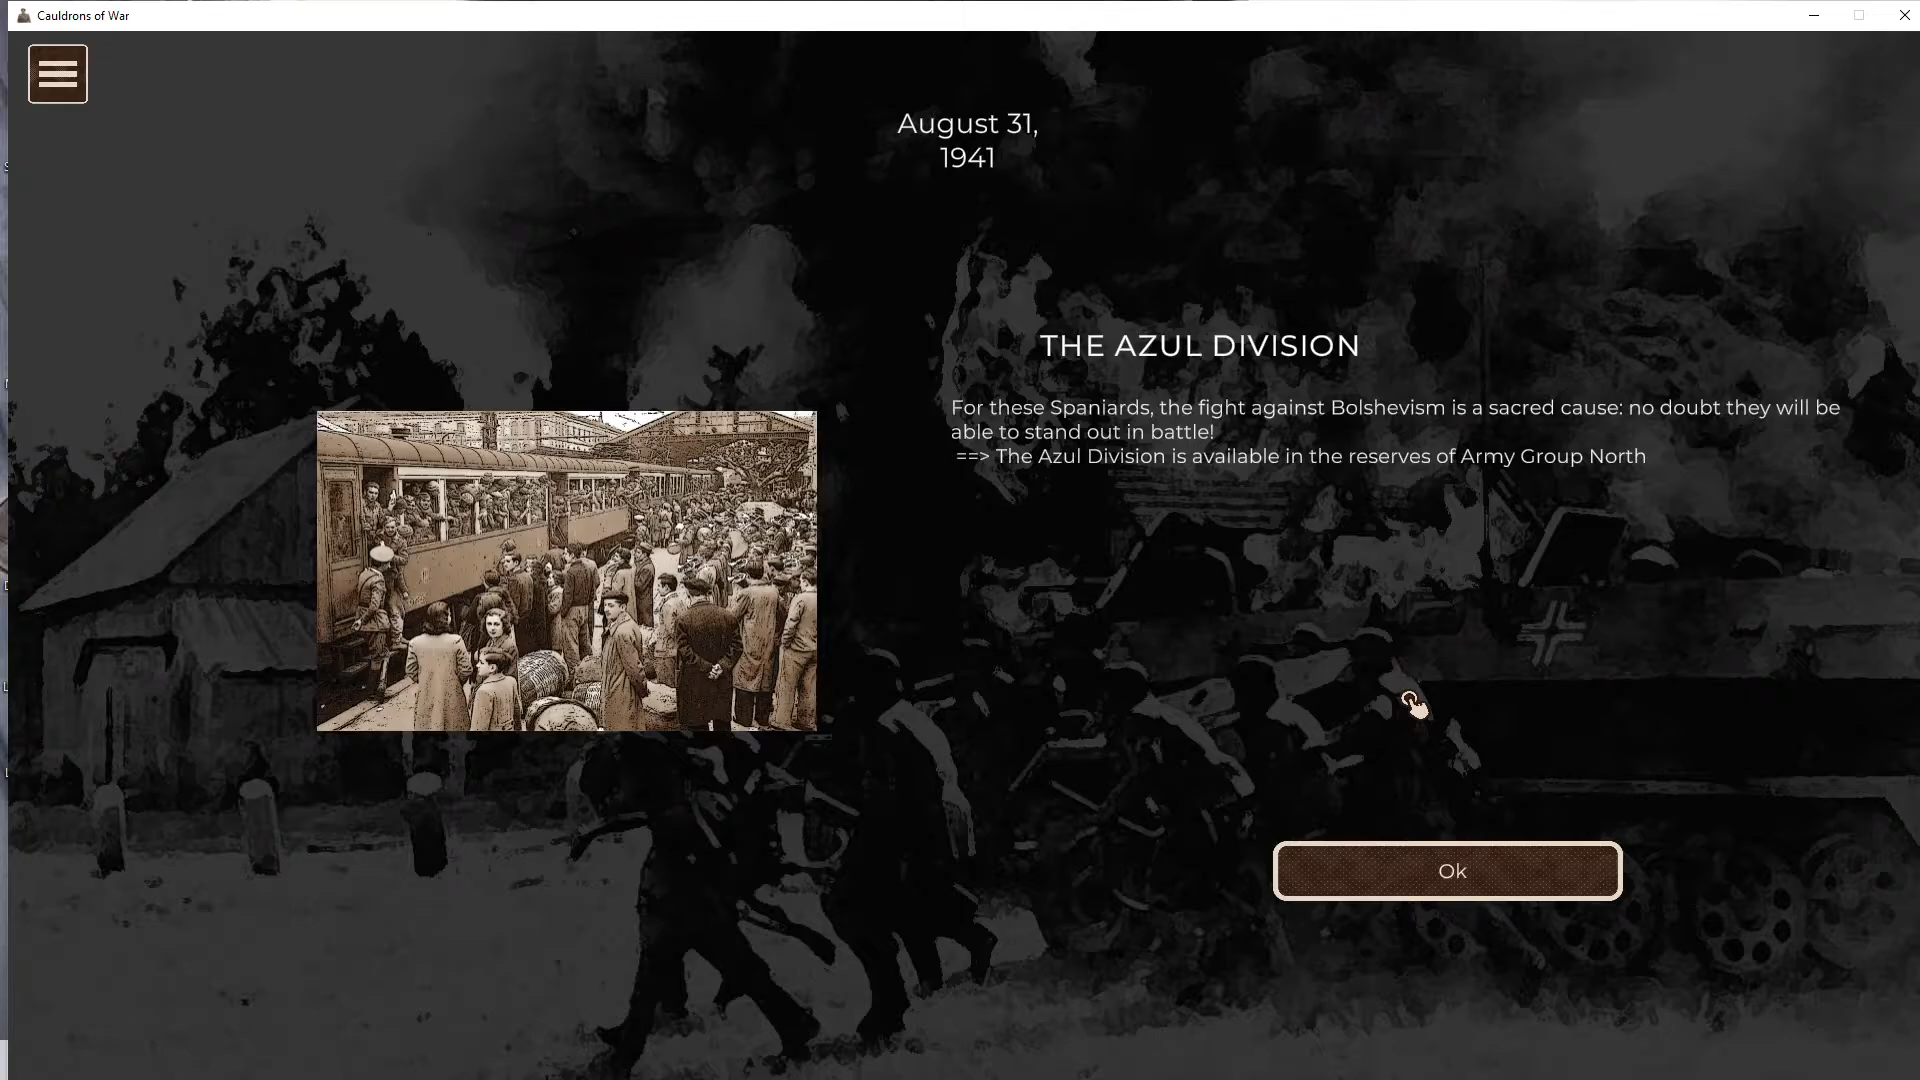 Cauldrons of War
August 31,
1941
THE AZUL DIVISION
For these Spaniards, the fight against Bolshevism is a sacred cause: no doubt they will be
able to stand out in battle!
==> The Azul Division is available in the reserves of Army Group North
Ok